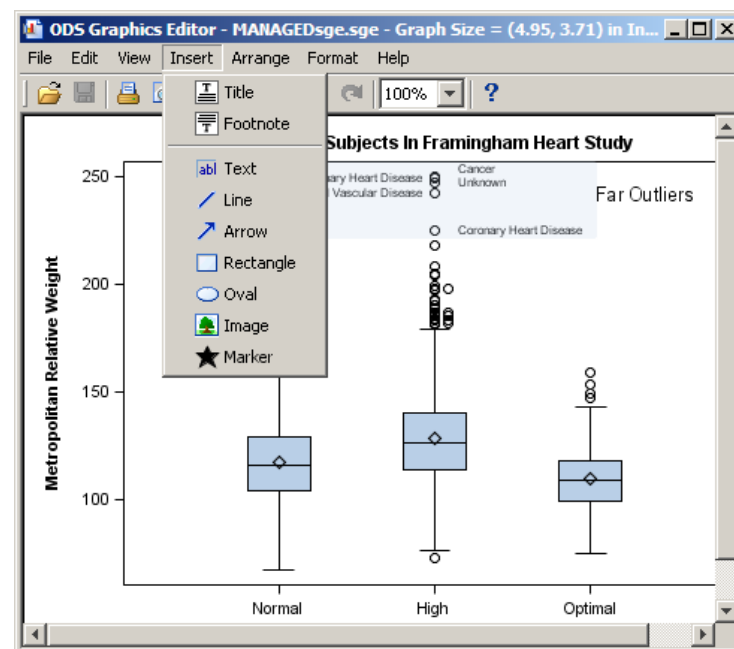 ODS Graphics Editor - MANAGEDsge.sge - Graph Size = (4.95, 3.71) in In...
File Edit View Insert Arrange Format Help
100%
?
Title
Footnote
Text
Line
Arrow
Rectangle
Oval
Image
Marker
Subjects In Framingham Heart Study
Heart Disease
Cancer
Unknown
Vascular Disease
Far Outliers
Coronary Heart Disease
Metropolitan Relative Weight
250
200
150
100
Normal High Optimal